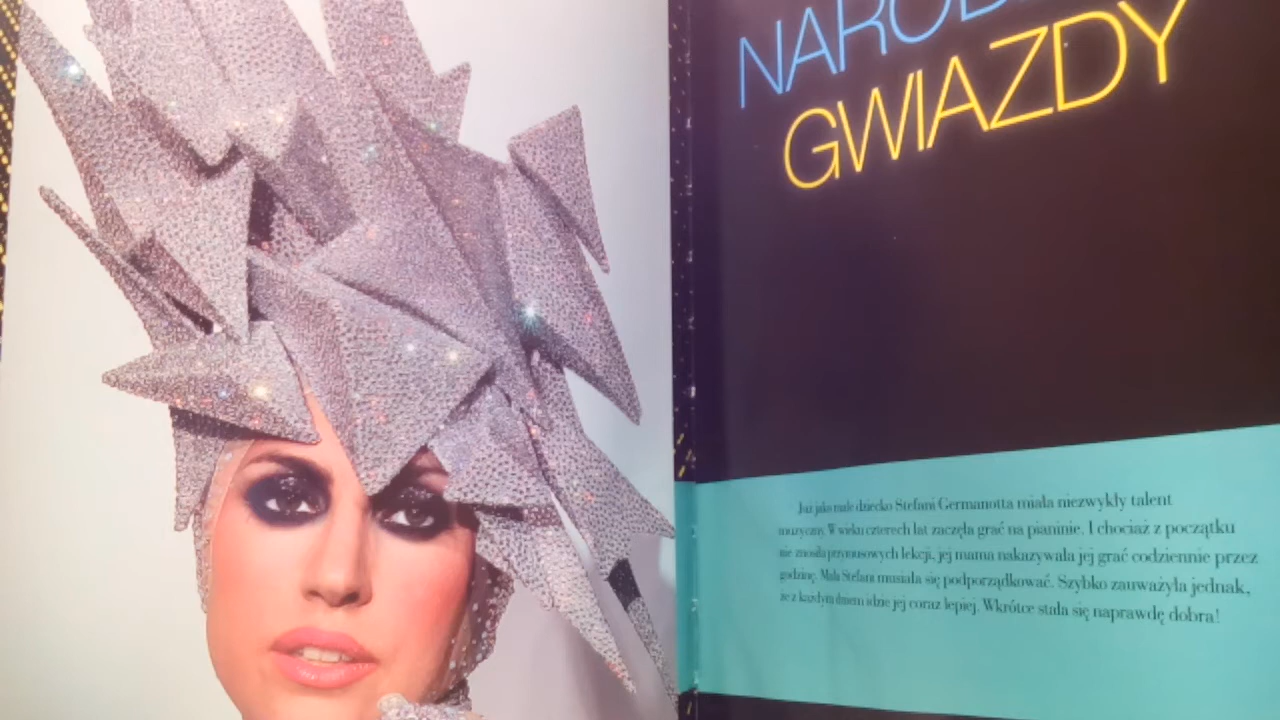 GWIAZDY
Już jako małe dziecko Stefani Germanotta miała niezwykły talent
muzyczny. W wieku czterech lat zaczęła grać na pianinie. I chociaż z początku
nie znosiła przymusowych lekcji, jej mama nakazywała jej grać codziennie przez
godzinę. Mała Stefani musiała się podporządkować. Szybko zauważyła jednak,
że z każdym dniem idzie jej coraz lepiej. Wkrótce stała się naprawdę dobra!